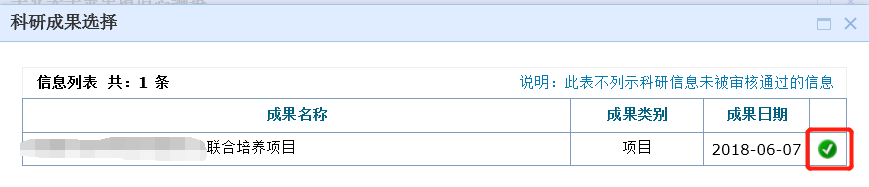 科研成果选择
信息列表 共：1 条 说明：此表不列示科研信息未被审核通过的信息
成果名称 成果类别 成果日期
联合培养项目 项目 2018-06-07